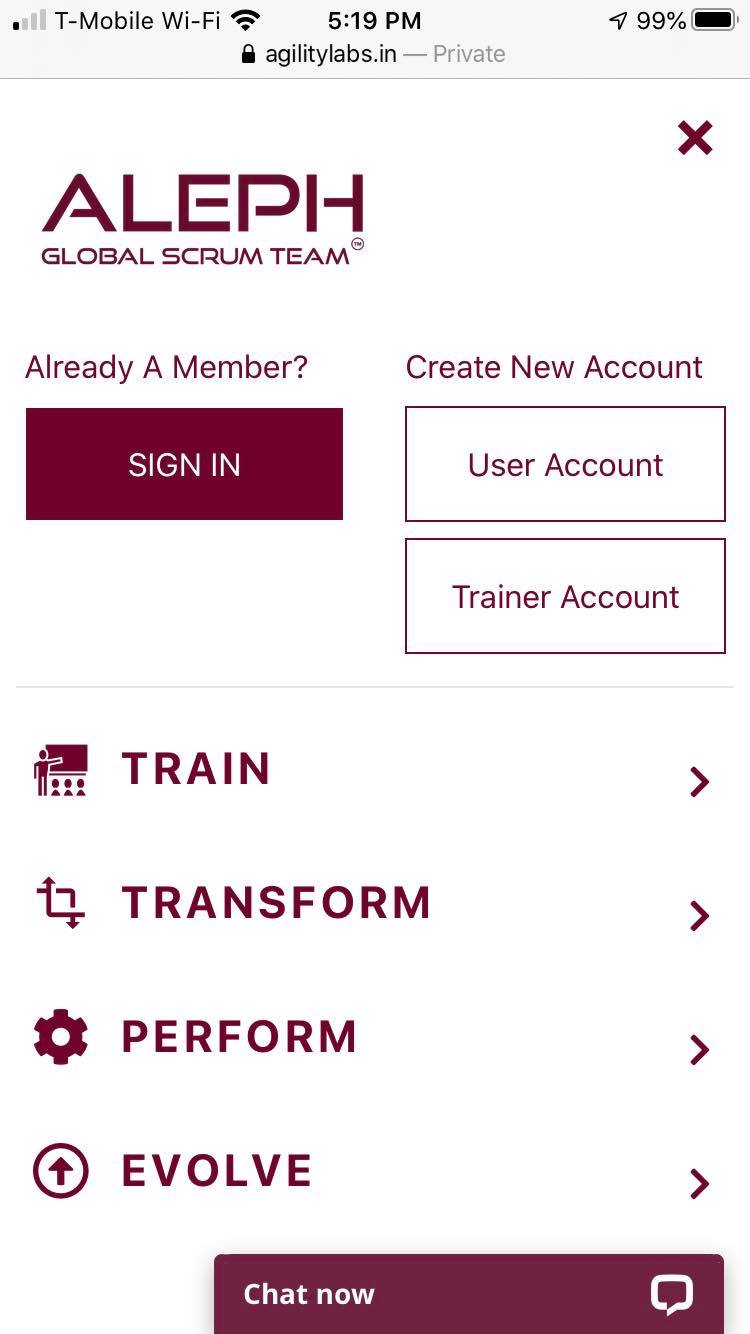 T-Mobile Wi-Fi 5:19 PM 99%
agilitylabs.in — Private
ALEPH
GLOBAL SCRUM TEAM™
Already A Member?
SIGN IN
Create New Account
User Account
Trainer Account
TRAIN
TRANSFORM
PERFORM
EVOLVE
Chat now